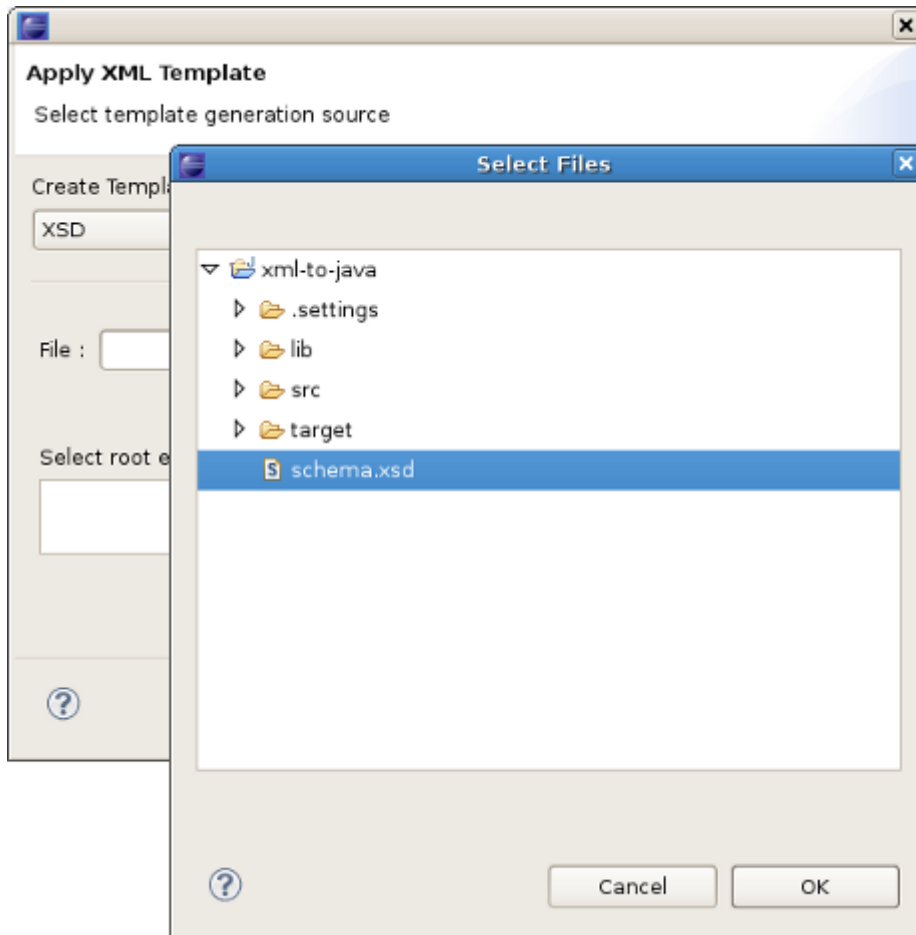 Apply XML Template
Select template generation source
Select Files
Create Templa
XSD
File :
Select root e
xml-to-java
.settings
lib
src
target
schema.xsd
Cancel
OK